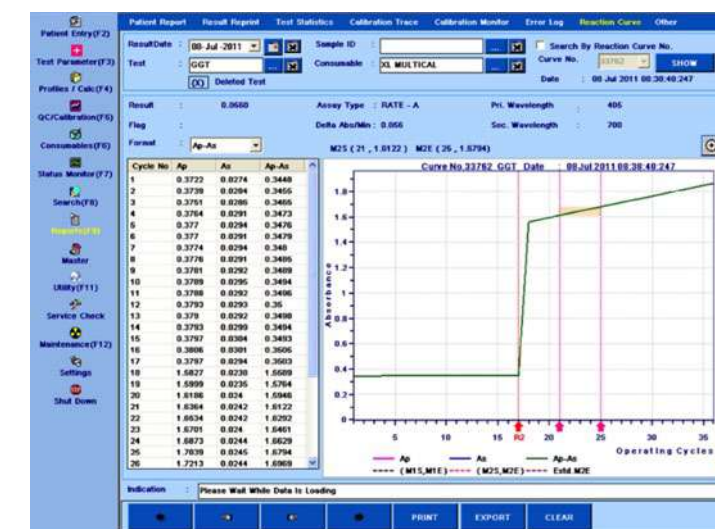 Patient Report Result Reprint Test Statistics Calibration Trace Calibration Monitor Error Log Reaction Curve Other
Patient Entry(F2)
Test Parameter(F3)
Profiles / Calc(F4)
QC/Calibration(F5)
Consumables(F6)
Status Monitor(F7)
Search(F8)
Reports(F9)
Master
Utility(F11)
Service Check
Maintenance(F12)
Settings
Shut Down
ResultDate : 08-Jul-2011 Sample ID : ... Search By Reaction Curve No.
Test : GGT ... Consumable : XL MULTICAL ... Curve No. 33762 SHOW
(X) Deleted Test Date : 08 Jul 2011 08:38:40:247
Result : 0.0660 Assay Type : RATE - A Pri. Wavelength : 405
Flag : Delta Abs/Min : 0.056 Sec. Wavelength : 700
Format : Ap-As M2S ( 21 , 1.6122 ) M2E ( 25 , 1.6794)
Cycle No Ap As Ap-As
1 0.3722 0.0274 0.3448
2 0.3739 0.0284 0.3455
3 0.3751 0.0286 0.3465
4 0.3764 0.0291 0.3473
5 0.377 0.0294 0.3476
6 0.377 0.0291 0.3479
7 0.3774 0.0294 0.348
8 0.3776 0.0291 0.3485
9 0.3781 0.0292 0.3489
10 0.3789 0.0295 0.3494
11 0.3788 0.0292 0.3496
12 0.3793 0.0293 0.35
13 0.379 0.0292 0.3498
14 0.3793 0.0299 0.3494
15 0.3797 0.0304 0.3493
16 0.3806 0.0301 0.3505
17 0.3797 0.0294 0.3503
18 1.5827 0.0238 1.5589
19 1.5999 0.0235 1.5764
20 1.6186 0.024 1.5946
21 1.6364 0.0242 1.6122
22 1.6534 0.0242 1.6292
23 1.6701 0.024 1.6461
24 1.6873 0.0244 1.6629
25 1.7039 0.0245 1.6794
26 1.7213 0.0244 1.6969
Curve No.33762 GGT Date : 08 Jul 2011 08:38:40:247
Absorbance
1.8
1.6
1.4
1.2
1
0.8
0.6
0.4
0.2
0
5 10 15 R2 20 25 30 35
Operating Cycles
Ap As Ap-As
(M1S,M1E) (M2S,M2E) Extd.M2E
Indication : Please Wait While Data Is Loading
PRINT EXPORT CLEAR